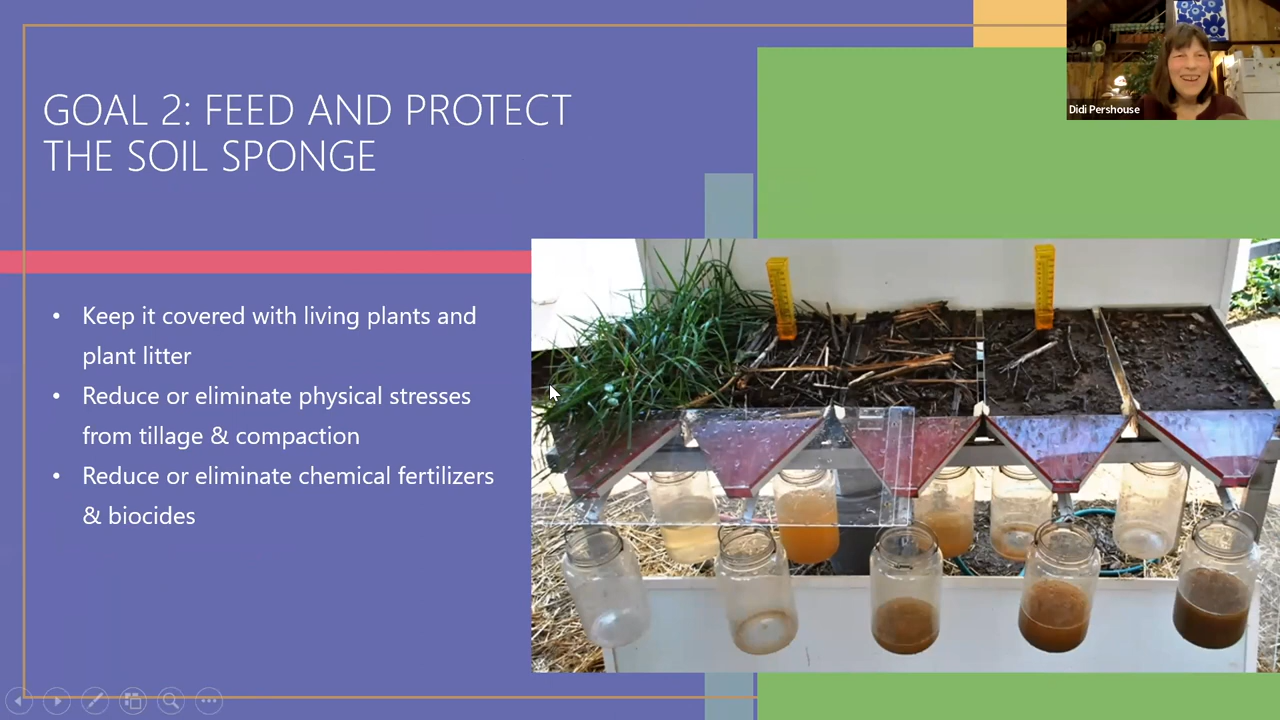 GOAL 2: FEED AND PROTECT
THE SOIL SPONGE
Didi Pershouse
• Keep it covered with living plants and
plant litter
• Reduce or eliminate physical stresses
from tillage & compaction
• Reduce or eliminate chemical fertilizers
& biocides